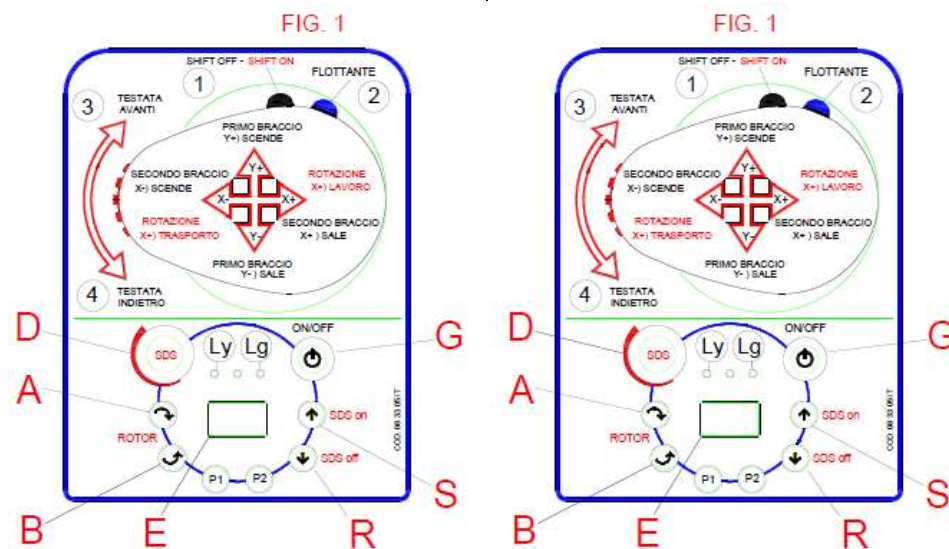 FIG. 1
SHIFT OFF - SHIFT ON
1
FLOTTANTE
2
3
TESTATA
AVANTI
PRIMO BRACCIO
Y+) SCENDE
SECONDO BRACCIO
X-) SCENDE
Y+
ROTAZIONE
X+) LAVORO
X-
X+
ROTAZIONE
X+) TRASPORTO
Y-
SECONDO BRACCIO
X+ ) SALE
PRIMO BRACCIO
Y- ) SALE
4
TESTATA
INDIETRO
D
SDS
Ly
Lg
ON/OFF
G
A
SDS on
ROTOR
SDS off
P1
P2
B
E
R
S
FIG. 1
SHIFT OFF - SHIFT ON
1
FLOTTANTE
2
3
TESTATA
AVANTI
PRIMO BRACCIO
Y+) SCENDE
SECONDO BRACCIO
X-) SCENDE
Y+
ROTAZIONE
X+) LAVORO
X-
X+
ROTAZIONE
X+) TRASPORTO
Y-
SECONDO BRACCIO
X+ ) SALE
PRIMO BRACCIO
Y- ) SALE
4
TESTATA
INDIETRO
D
SDS
Ly
Lg
ON/OFF
G
A
SDS on
ROTOR
SDS off
P1
P2
B
E
R
S